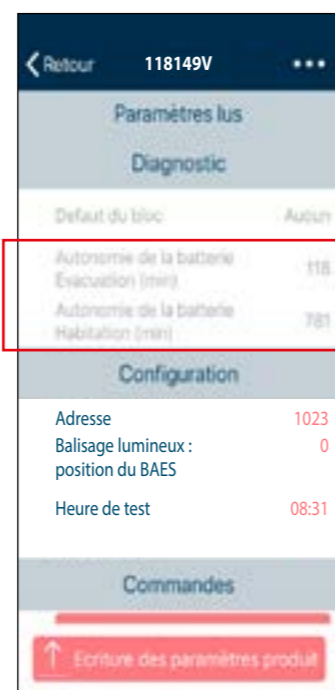 Retour
118149V
Paramètres lus
Diagnostic
Defaut du bloc Aucun
Autonomie de la batterie 118
Evacuation (min)
Autonomie de la batterie 781
Habitation (min)
Configuration
Adresse 1023
Balisage lumineux : 0
position du BAES
Heure de test 08:31
Commandes
Ecriture des paramètres produit